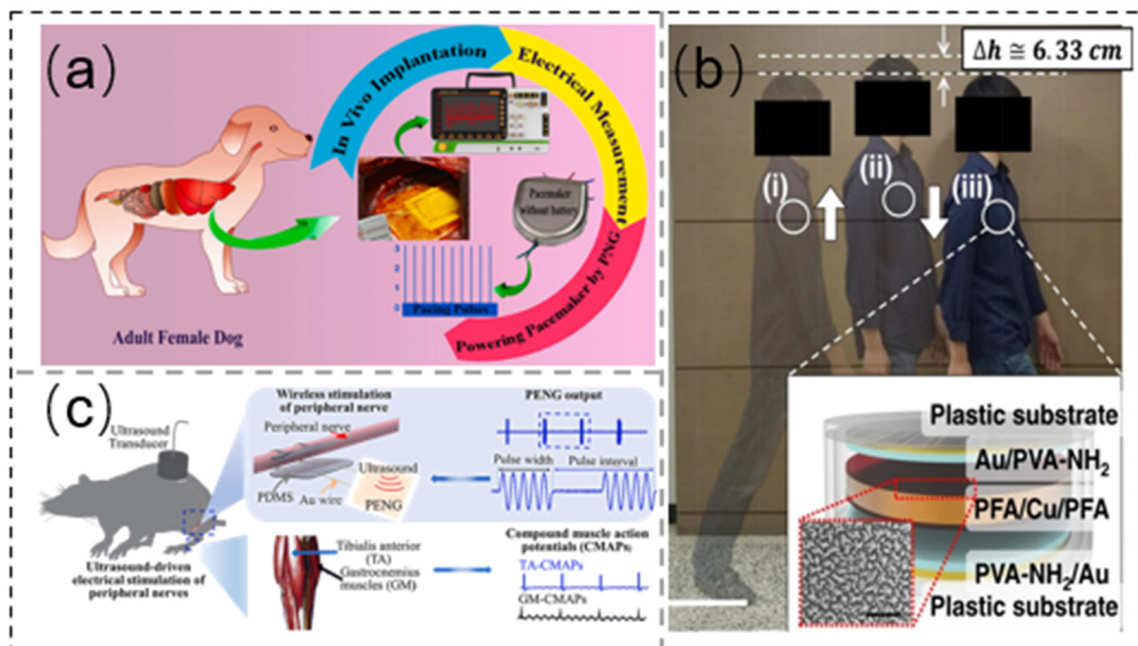 (a)
In Vivo Implantation
Electrical Measurement
Powering Pacemaker by PNG
Pacemaker
without battery
3
2
1
0
Pacing Pulses
Adult Female Dog
(b)
Δh ≅ 6.33 cm
(i)
(ii)
(iii)
Plastic substrate
Au/PVA-NH2
PFA/Cu/PFA
PVA-NH2/Au
Plastic substrate
(c)
Ultrasound
Transducer
Ultrasound-driven
electrical stimulation of
peripheral nerves
Wireless stimulation
of peripheral nerve
Peripheral nerve
PDMS
Au wire
Ultrasound
PENG
PENG output
Pulse width
Pulse interval
Tibialis anterior
(TA)
Gastrocnemius
muscles (GM)
Compound muscle action
potentials (CMAPs)
TA-CMAPs
GM-CMAPs